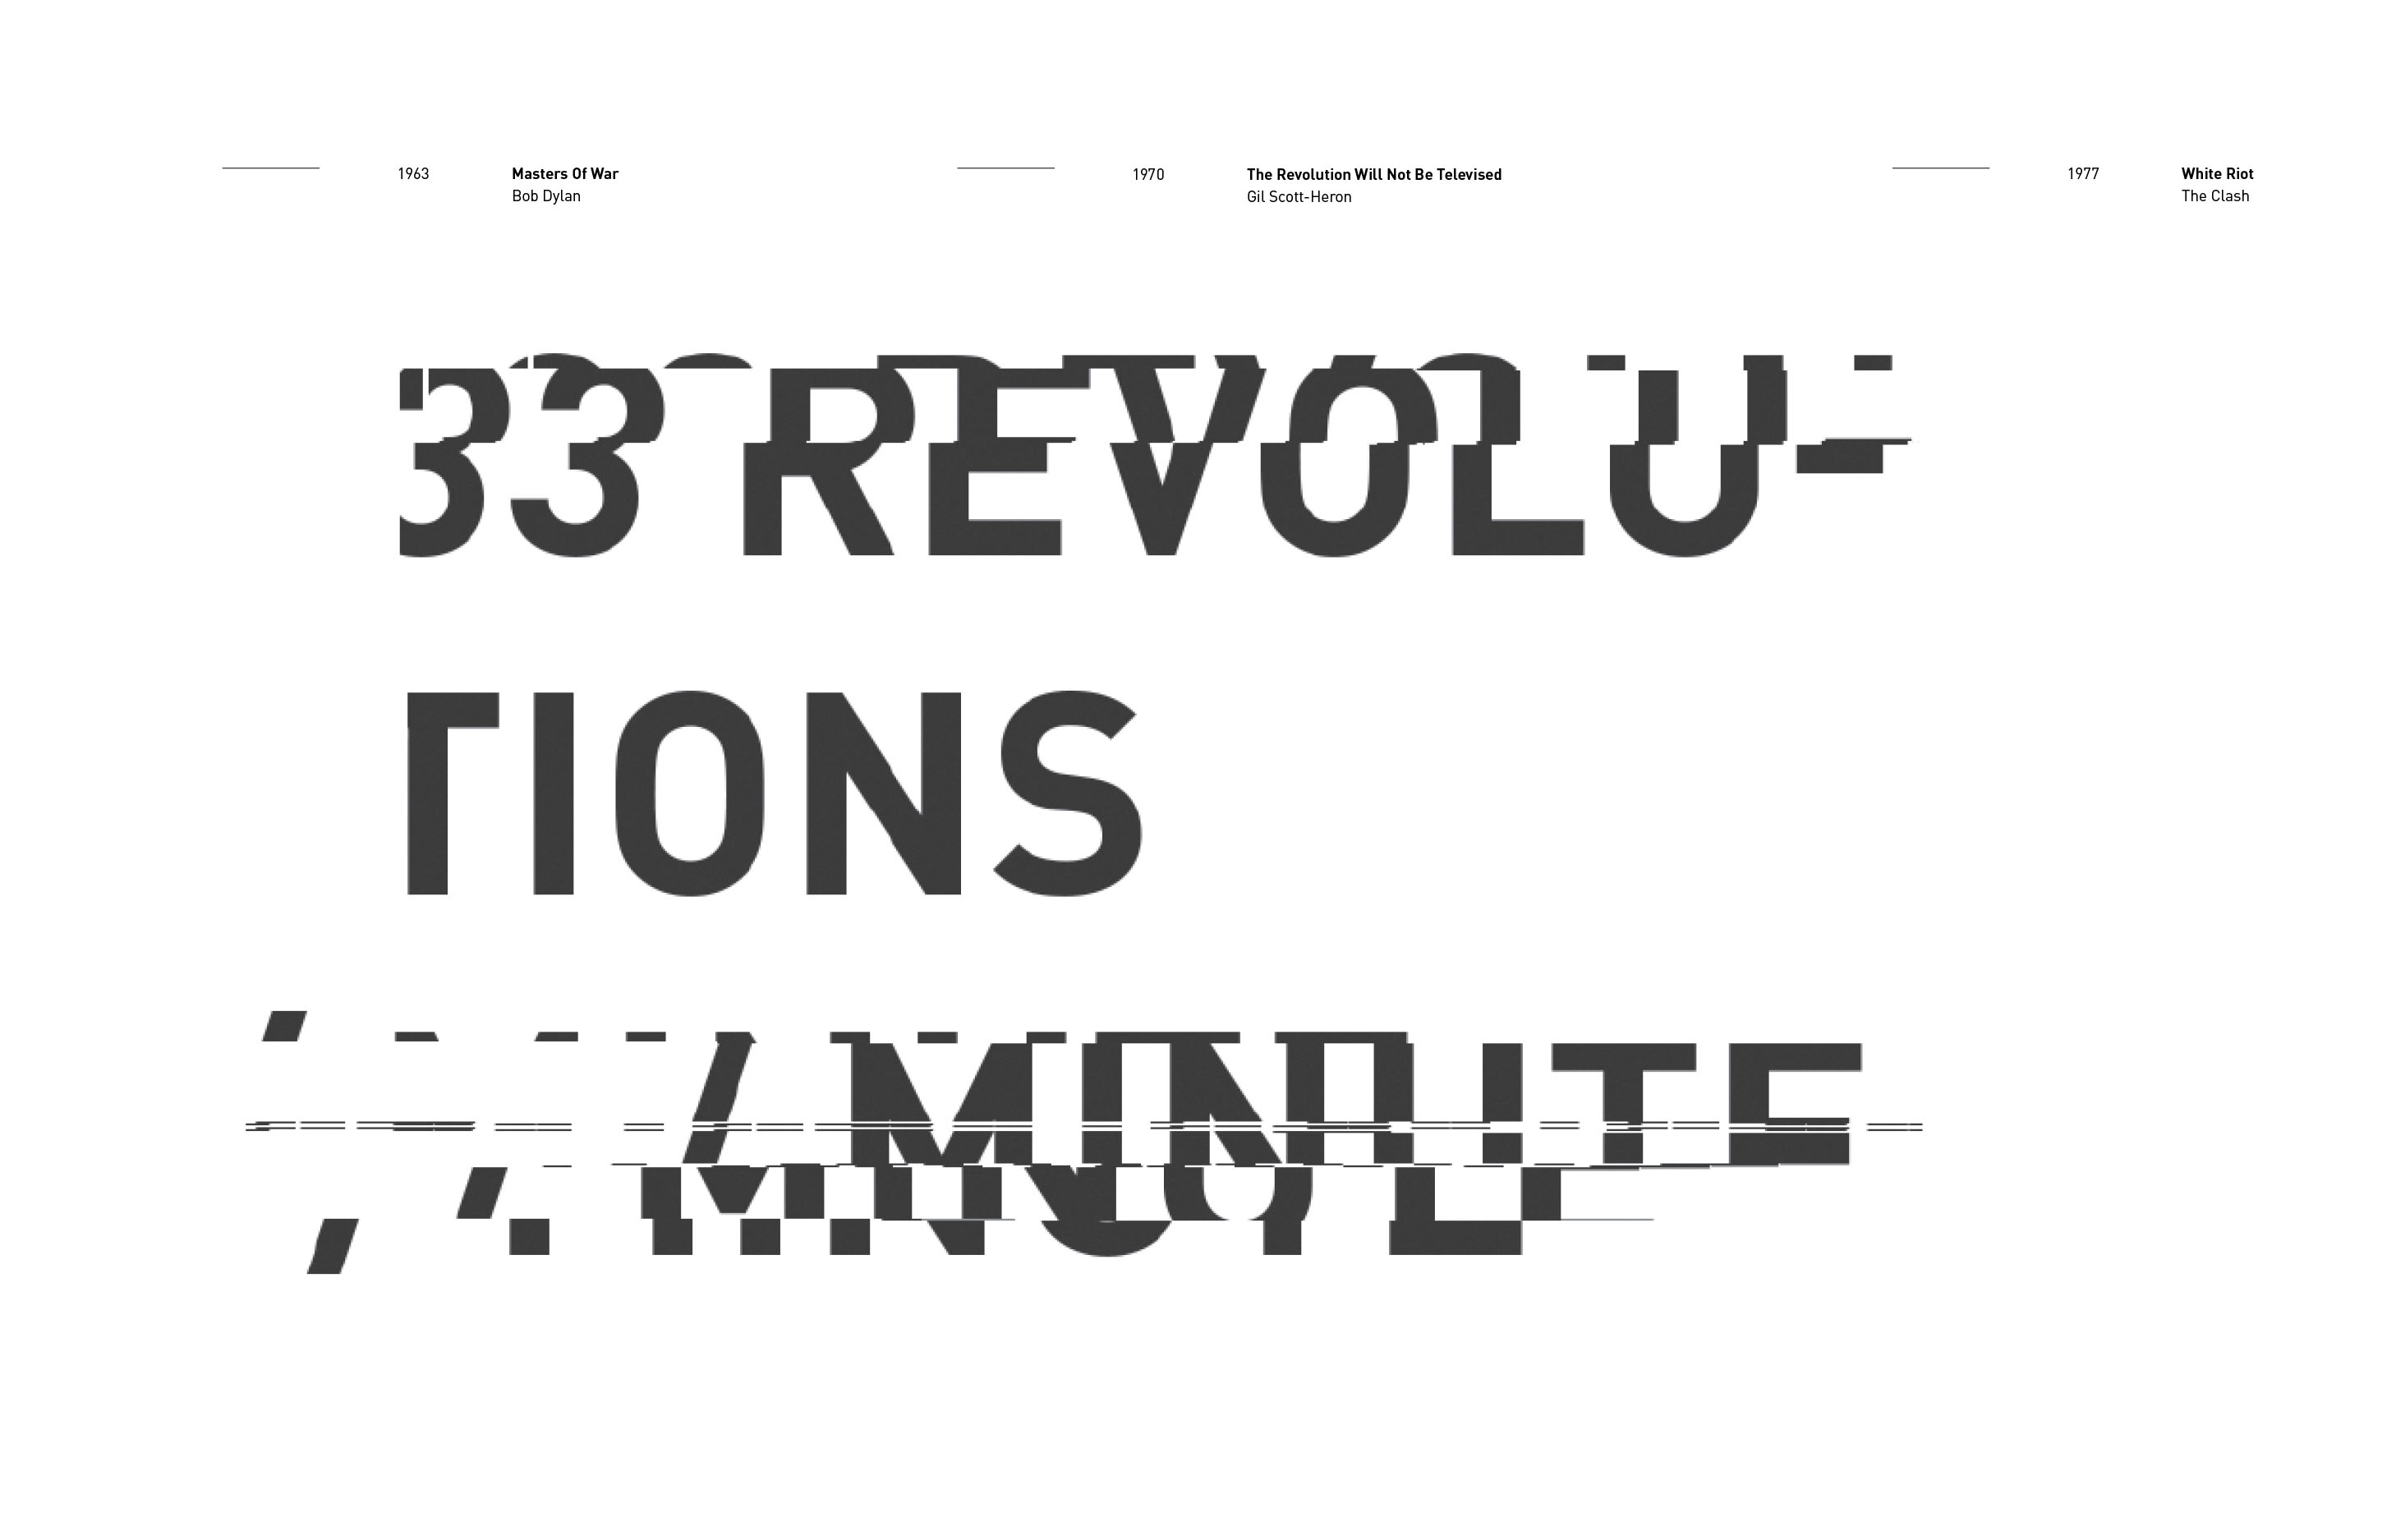 1963 Masters Of War
Bob Dylan
1970 The Revolution Will Not Be Televised
Gil Scott-Heron
1977 White Riot
The Clash
33 REVOLU-
TIONS
/ MINUTE